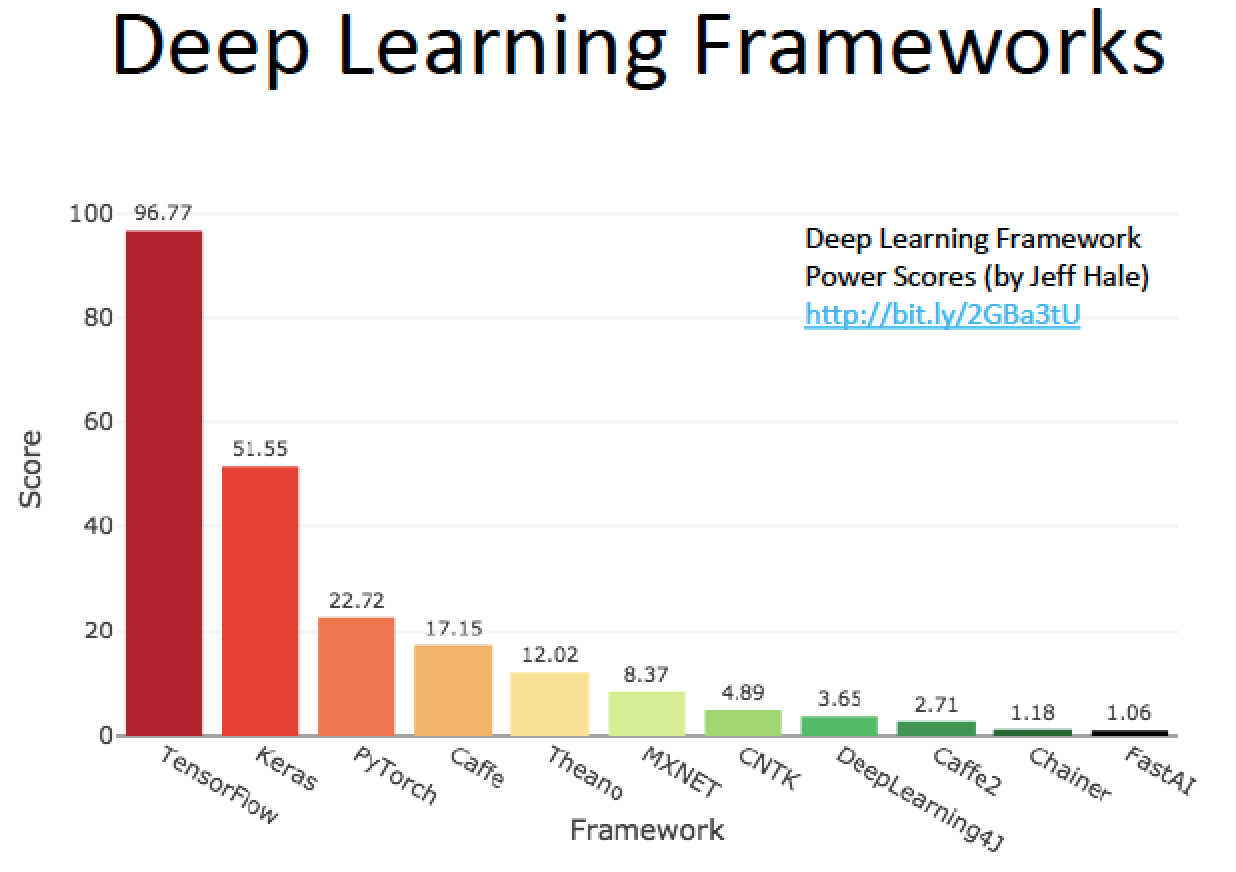 Deep Learning Frameworks
Deep Learning Framework
Power Scores (by Jeff Hale)
http://bit.ly/2GBa3tU
Score
100
80
60
40
20
0
96.77
51.55
22.72
17.15
12.02
8.37
4.89
3.65
2.71
1.18
1.06
TensorFlow
Keras
PyTorch
Caffe
Theano
MXNET
CNTK
DeepLearning4J
Caffe2
Chainer
FastAI
Framework